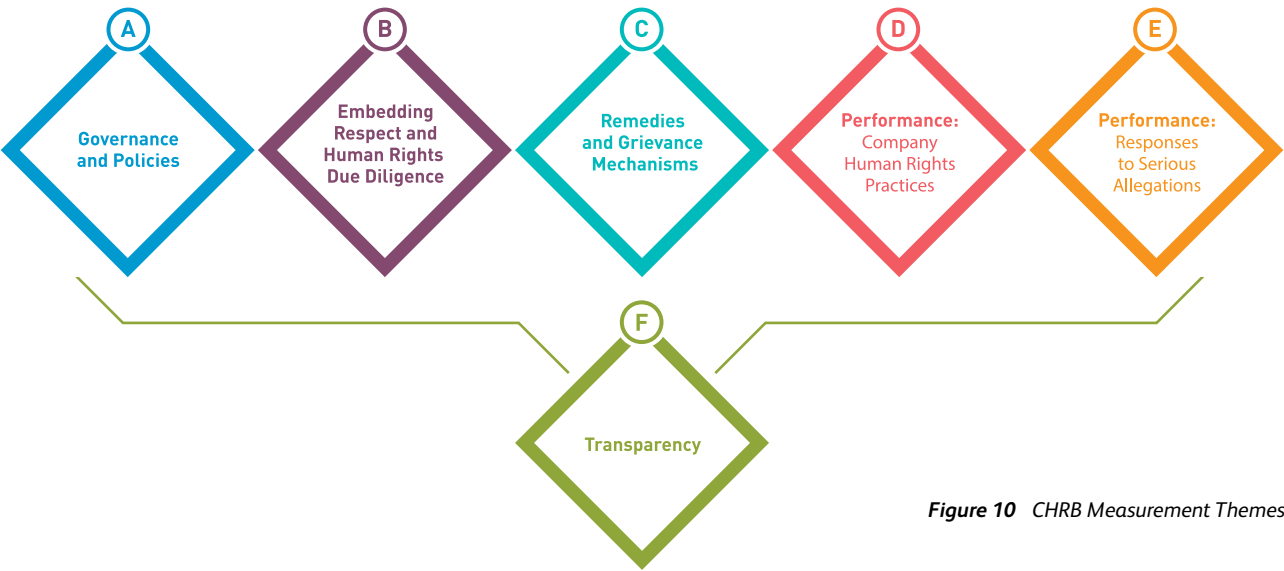 A
Governance
and Policies
B
Embedding
Respect and
Human Rights
Due Diligence
C
Remedies
and Grievance
Mechanisms
D
Performance:
Company
Human Rights
Practices
E
Performance:
Responses
to Serious
Allegations
F
Transparency
Figure 10 CHRB Measurement Themes